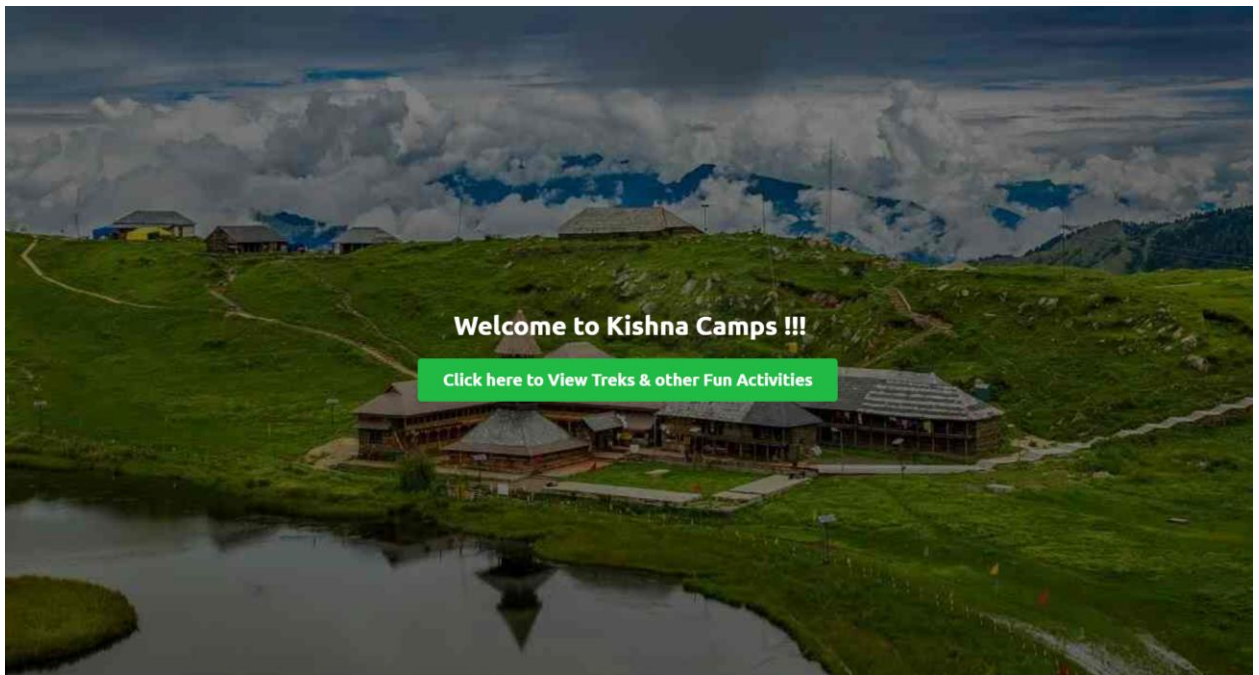 Welcome to Kishna Camps !!!
Click here to View Treks & other Fun Activities